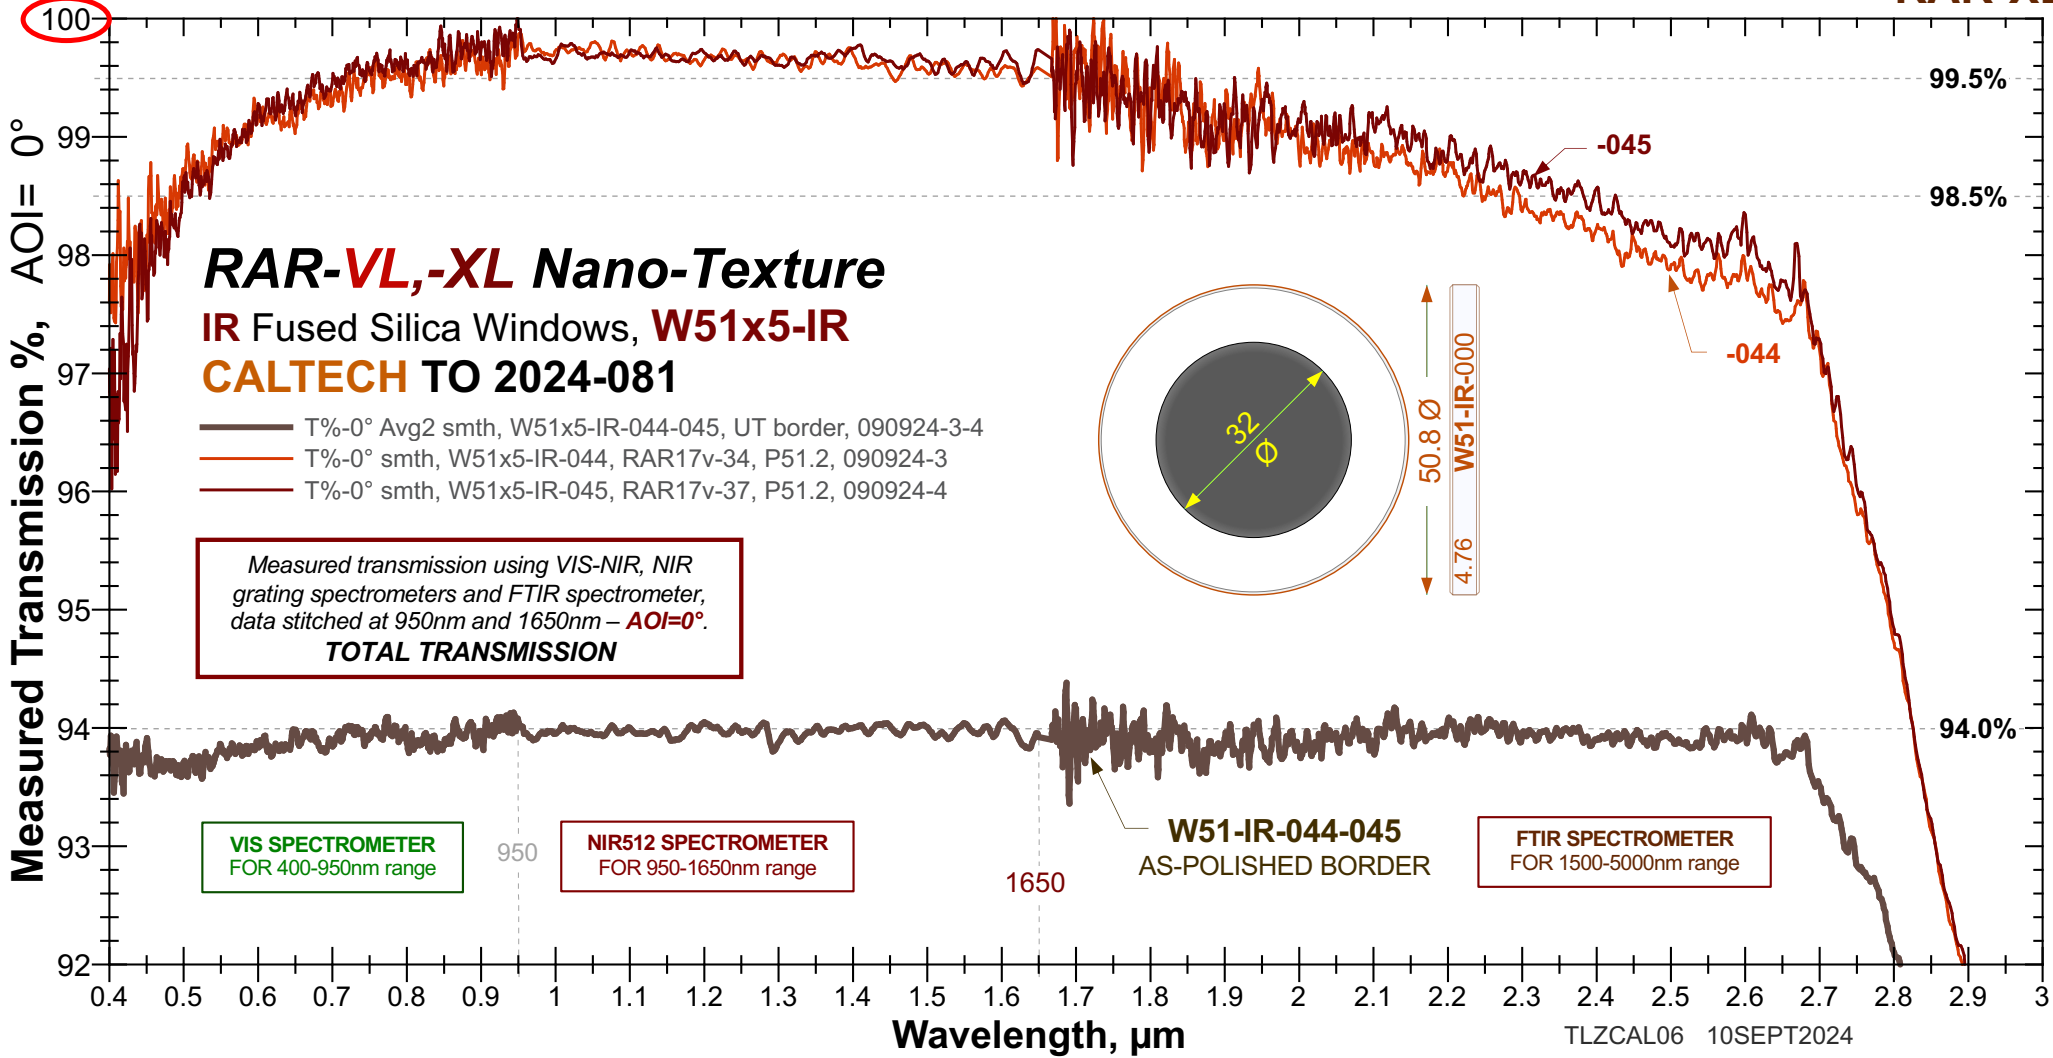 RAR-XL
100
99
98
97
96
95
94
93
92
Measured Transmission %, AOI= 0°
99.5%
98.5%
94.0%
-045
-044
RAR-VL,-XL Nano-Texture
IR Fused Silica Windows, W51x5-IR
CALTECH TO 2024-081
T%-0° Avg2 smth, W51x5-IR-044-045, UT border, 090924-3-4
T%-0° smth, W51x5-IR-044, RAR17v-34, P51.2, 090924-3
T%-0° smth, W51x5-IR-045, RAR17v-37, P51.2, 090924-4
Measured transmission using VIS-NIR, NIR
grating spectrometers and FTIR spectrometer,
data stitched at 950nm and 1650nm – AOI=0°.
TOTAL TRANSMISSION
32
Ø
50.8 Ø
4.76 W51-IR-000
VIS SPECTROMETER
FOR 400-950nm range
950
NIR512 SPECTROMETER
FOR 950-1650nm range
1650
W51-IR-044-045
AS-POLISHED BORDER
FTIR SPECTROMETER
FOR 1500-5000nm range
0.4 0.5 0.6 0.7 0.8 0.9 1 1.1 1.2 1.3 1.4 1.5 1.6 1.7 1.8 1.9 2 2.1 2.2 2.3 2.4 2.5 2.6 2.7 2.8 2.9 3
Wavelength, µm
TLZCAL06 10SEPT2024